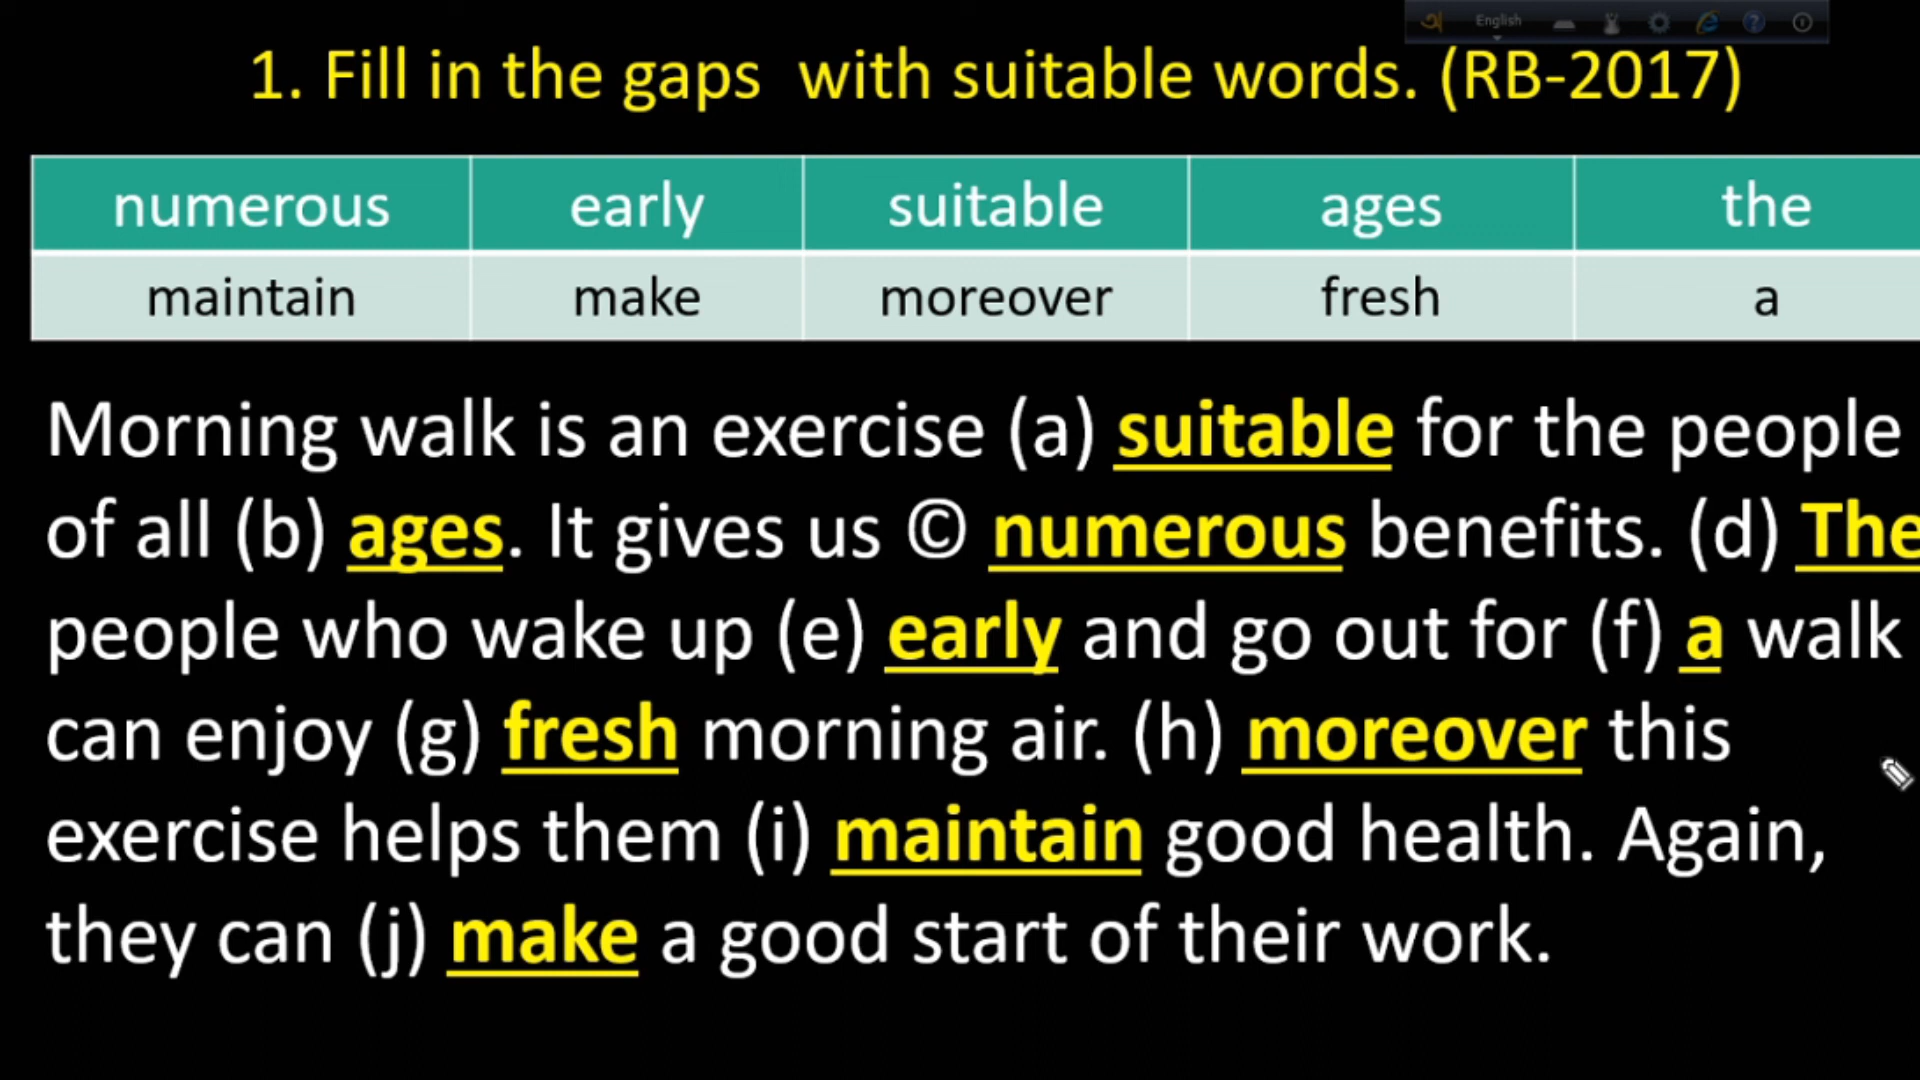 English
1. Fill in the gaps with suitable words. (RB-2017)
numerous early suitable ages the
maintain make moreover fresh a
Morning walk is an exercise (a) suitable for the people
of all (b) ages. It gives us © numerous benefits. (d) The
people who wake up (e) early and go out for (f) a walk
can enjoy (g) fresh morning air. (h) moreover this
exercise helps them (i) maintain good health. Again,
they can (j) make a good start of their work.